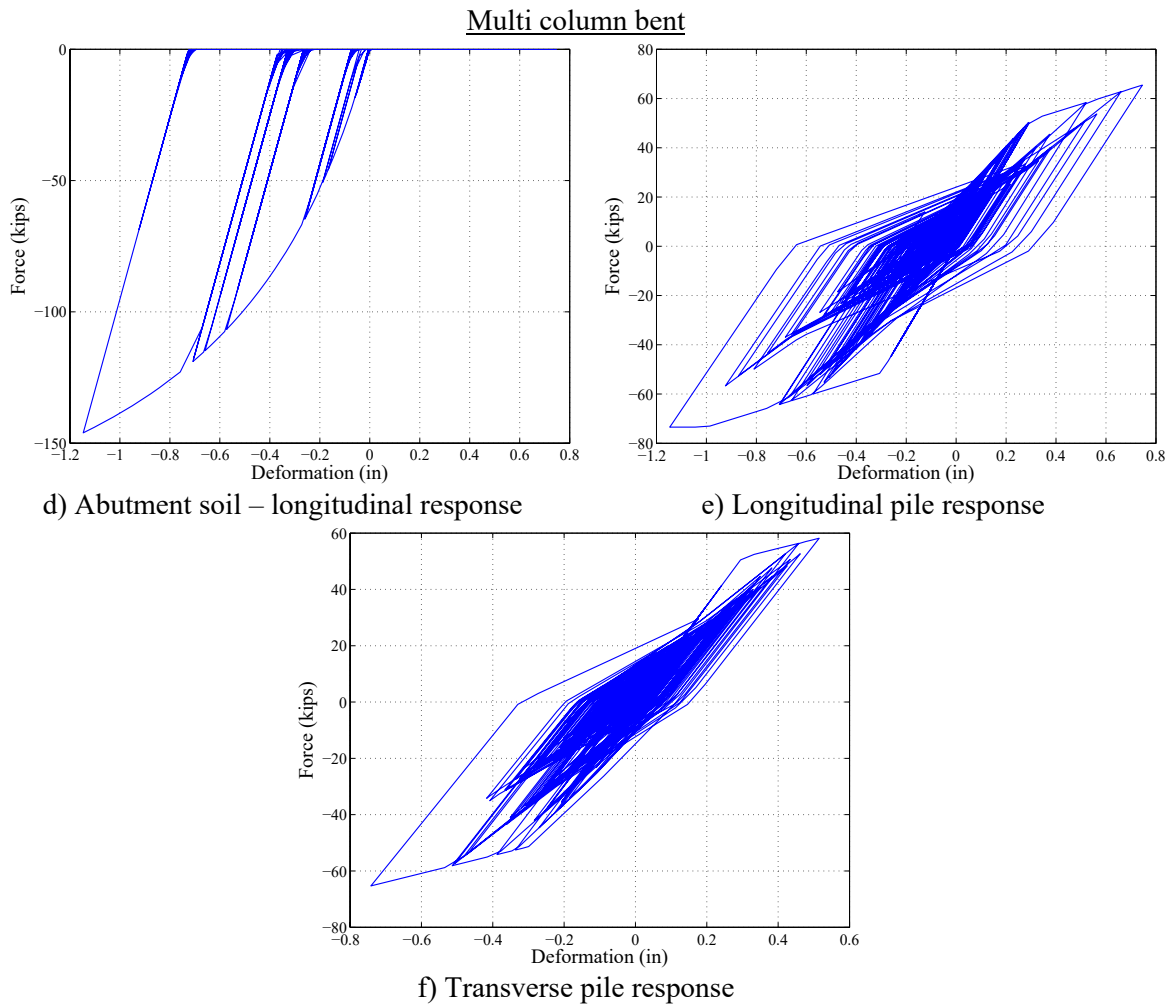 Multi column bent
0
−50
−100
−150
Force (kips)
−1.2 −1 −0.8 −0.6 −0.4 −0.2 0 0.2 0.4 0.6 0.8
Deformation (in)
d) Abutment soil – longitudinal response
80
60
40
20
0
−20
−40
−60
−80
Force (kips)
−1.2 −1 −0.8 −0.6 −0.4 −0.2 0 0.2 0.4 0.6 0.8
Deformation (in)
e) Longitudinal pile response
60
40
20
0
−20
−40
−60
−80
Force (kips)
−0.8 −0.6 −0.4 −0.2 0 0.2 0.4 0.6
Deformation (in)
f) Transverse pile response